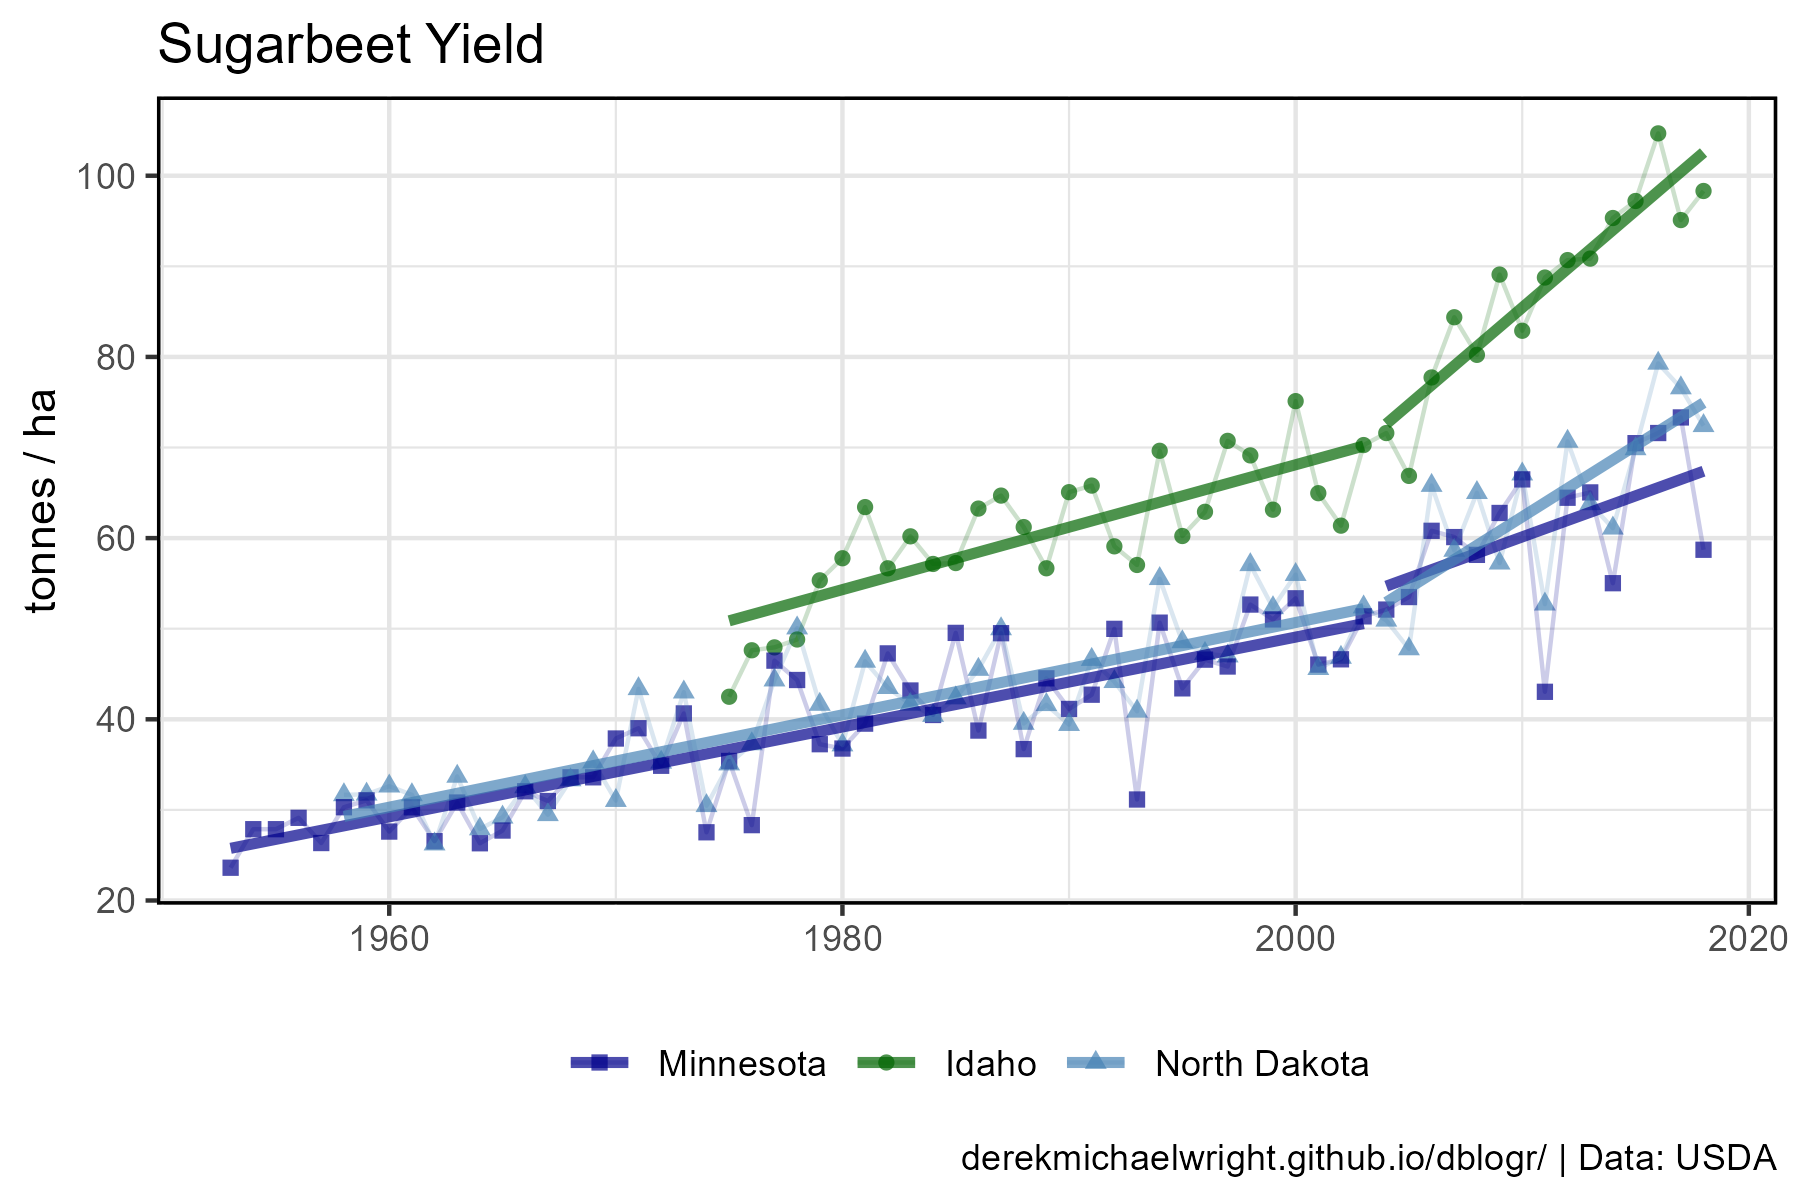 Sugarbeet Yield
tonnes / ha
100
80
60
40
20
1960 1980 2000 2020
Minnesota Idaho North Dakota
derekmichaelwright.github.io/dblogr/ | Data: USDA